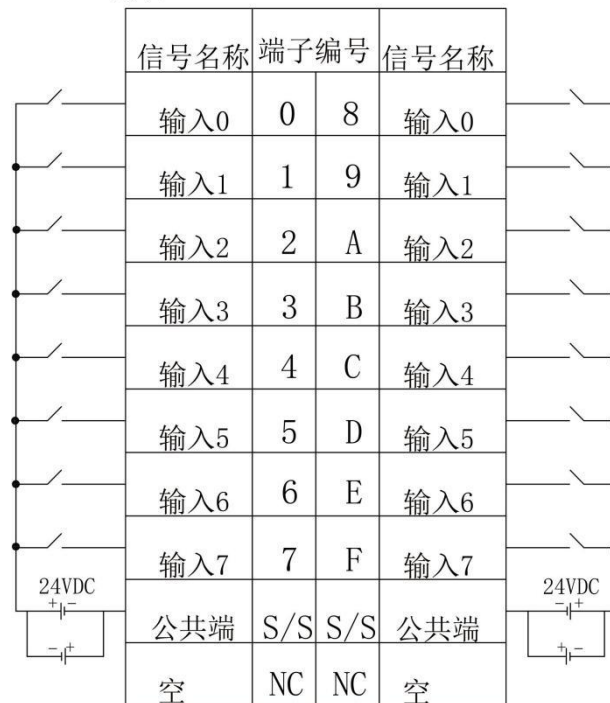 信号名称 端子编号 信号名称
输入0 0 8 输入0
输入1 1 9 输入1
输入2 2 A 输入2
输入3 3 B 输入3
输入4 4 C 输入4
输入5 5 D 输入5
输入6 6 E 输入6
输入7 7 F 输入7
24VDC 24VDC
+ - + -
公共端 S/S S/S 公共端
- + + -
空 NC NC 空